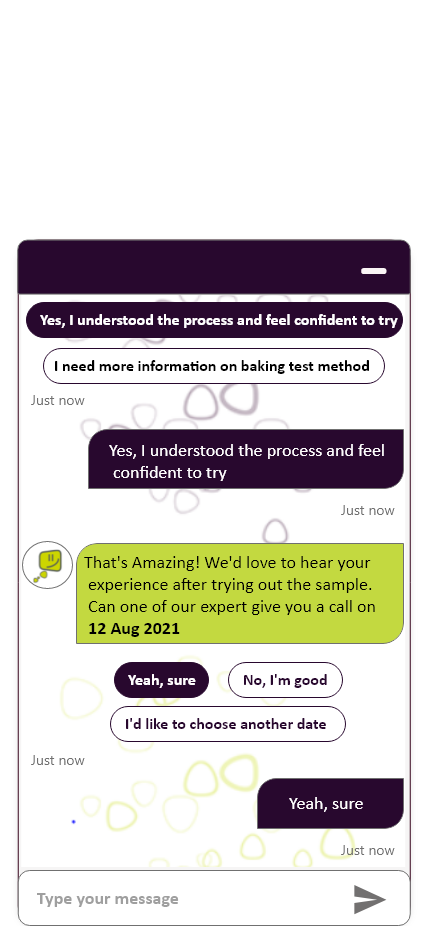 Yes, I understood the process and feel confident to try
I need more information on baking test method
Just now
Yes, I understood the process and feel
confident to try
Just now
That's Amazing! We'd love to hear your
experience after trying out the sample.
Can one of our expert give you a call on
12 Aug 2021
Yeah, sure
No, I'm good
I'd like to choose another date
Just now
Yeah, sure
Just now
Type your message